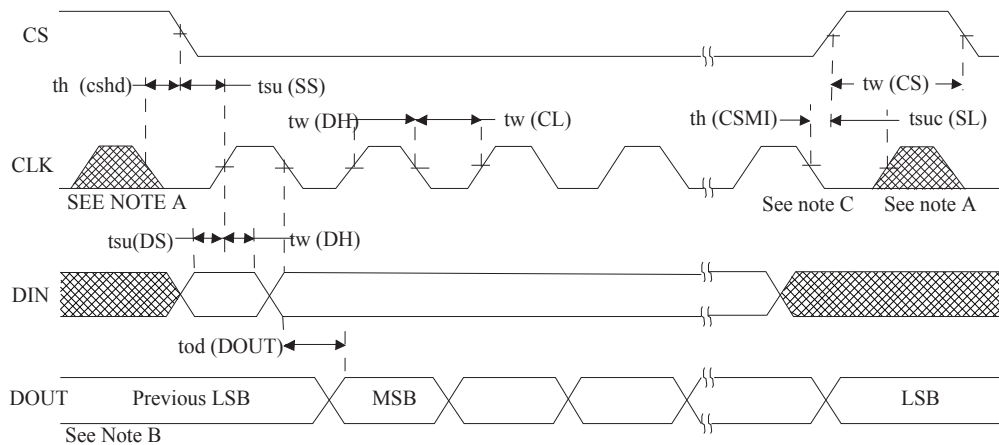 CS
th (cshd)
tsu (SS)
tw (CS)
tw (DH)
tw (CL)
th (CSMI)
tsuc (SL)
CLK
SEE NOTE A
See note C
See note A
tsu(DS)
tw (DH)
DIN
tod (DOUT)
DOUT
Previous LSB
MSB
LSB
See Note B